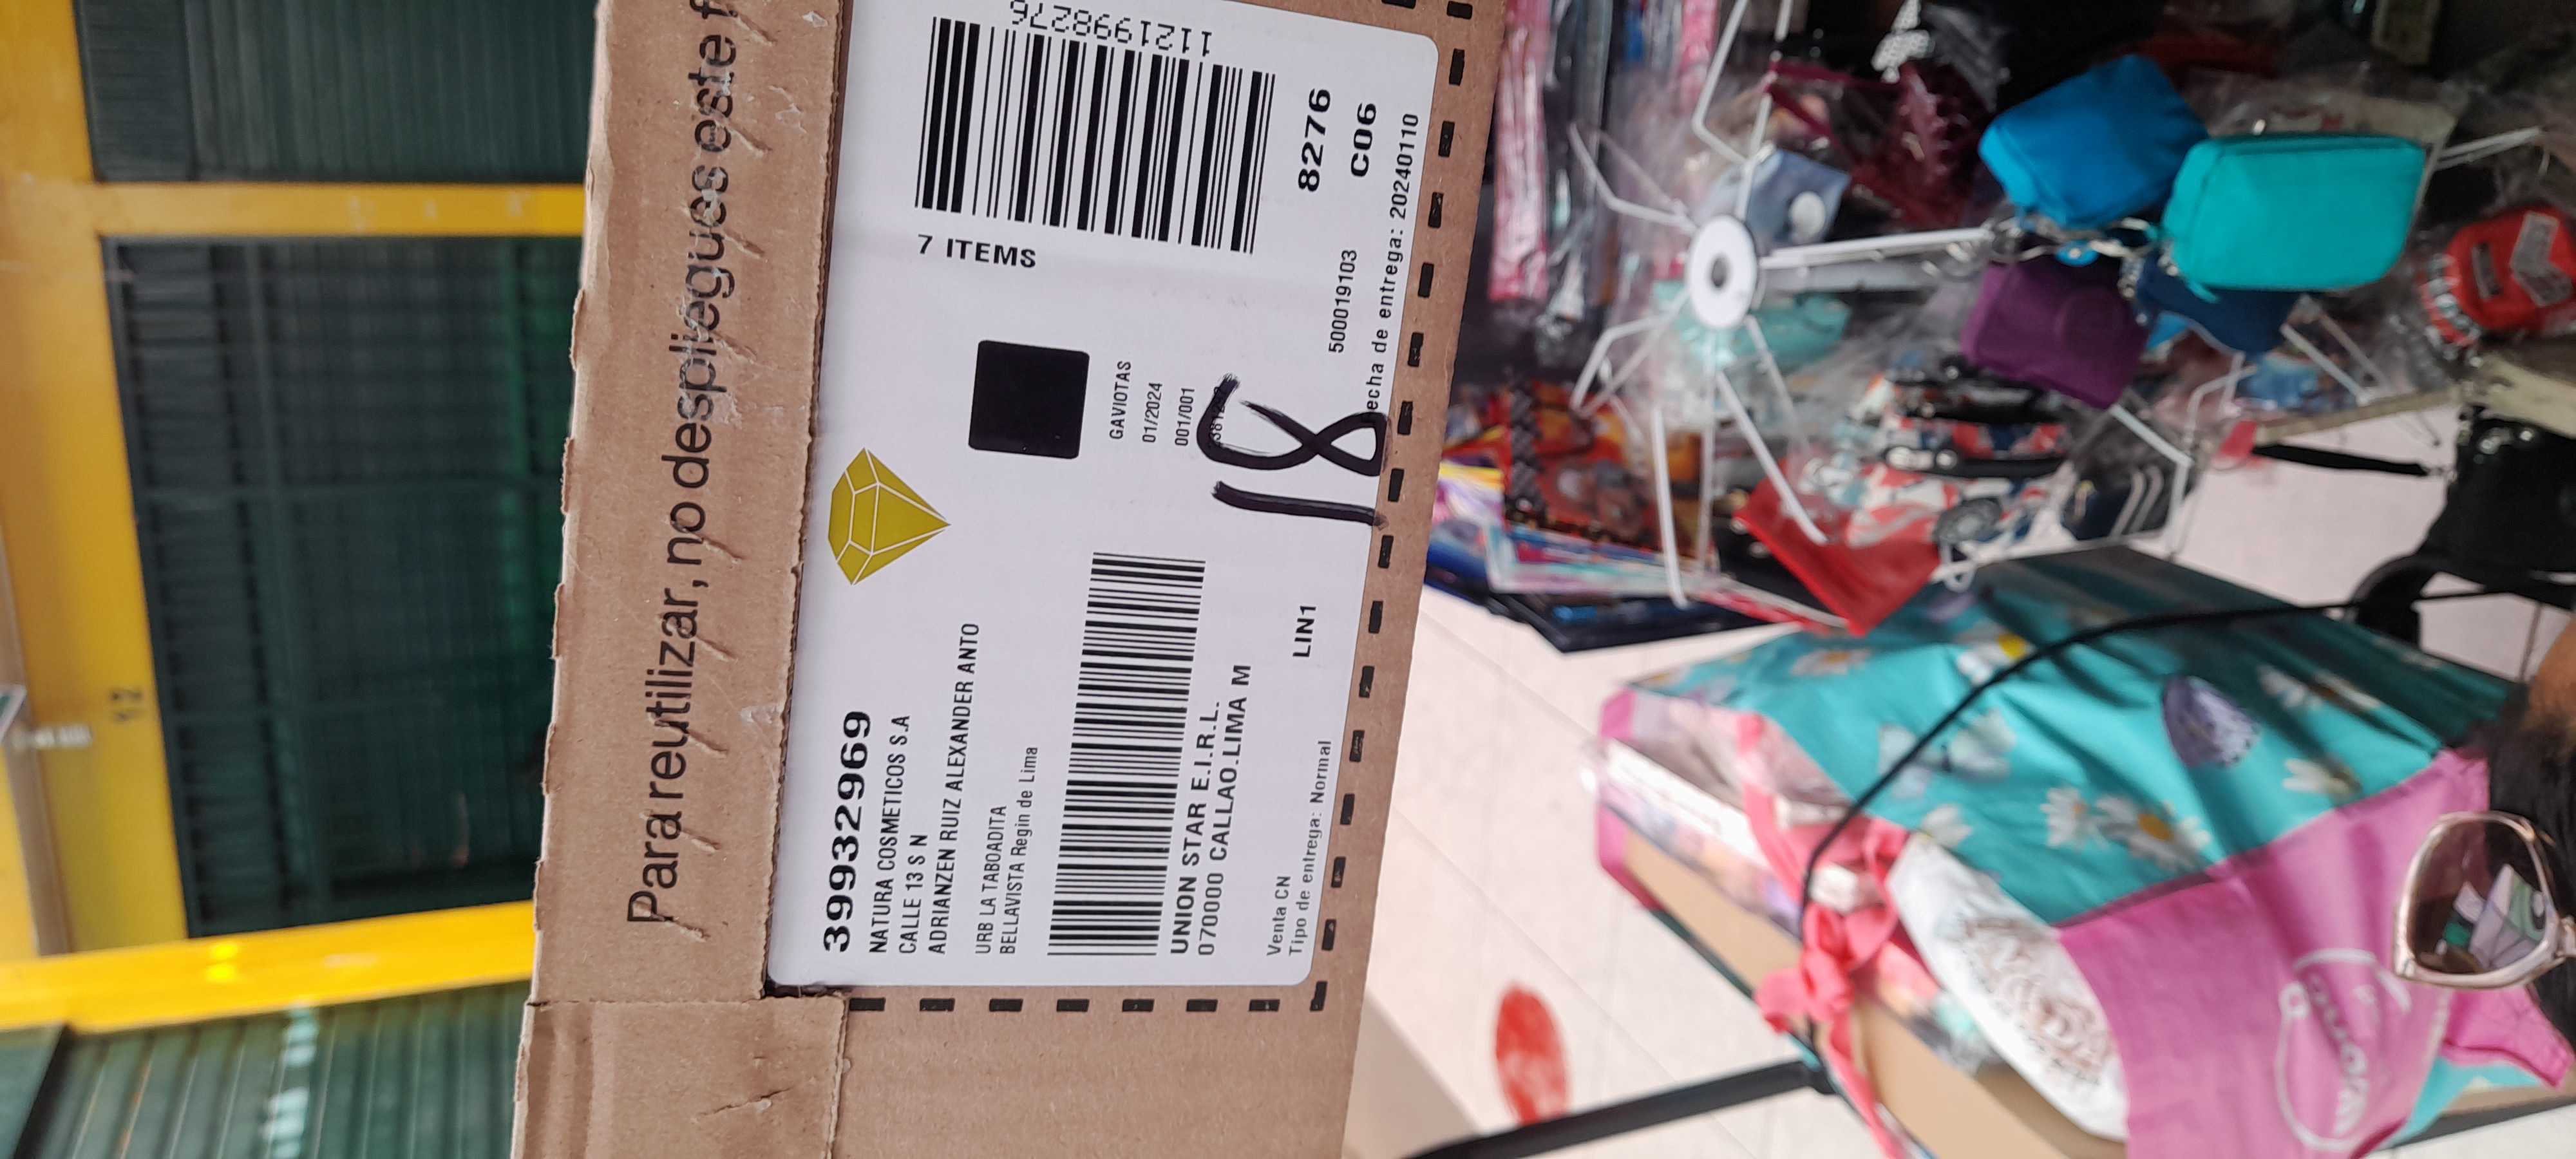 Para reutilizar, no despliegues este f
39932969
NATURA COSMETICOS S.A
CALLE 13 S N
ADRIANZEN RUIZ ALEXANDER ANTO
URB LA TABOADITA
BELLAVISTA Regin de Lima
UNION STAR E.I.R.L.
070000 CALLAO.LIMA M
Venta CN
LIN1
Tipo de entrega: Normal
GAVIOTAS
01/2024
001/001
18
7 ITEMS
1121998276
8276
500019103
C06
echa de entrega: 20240110